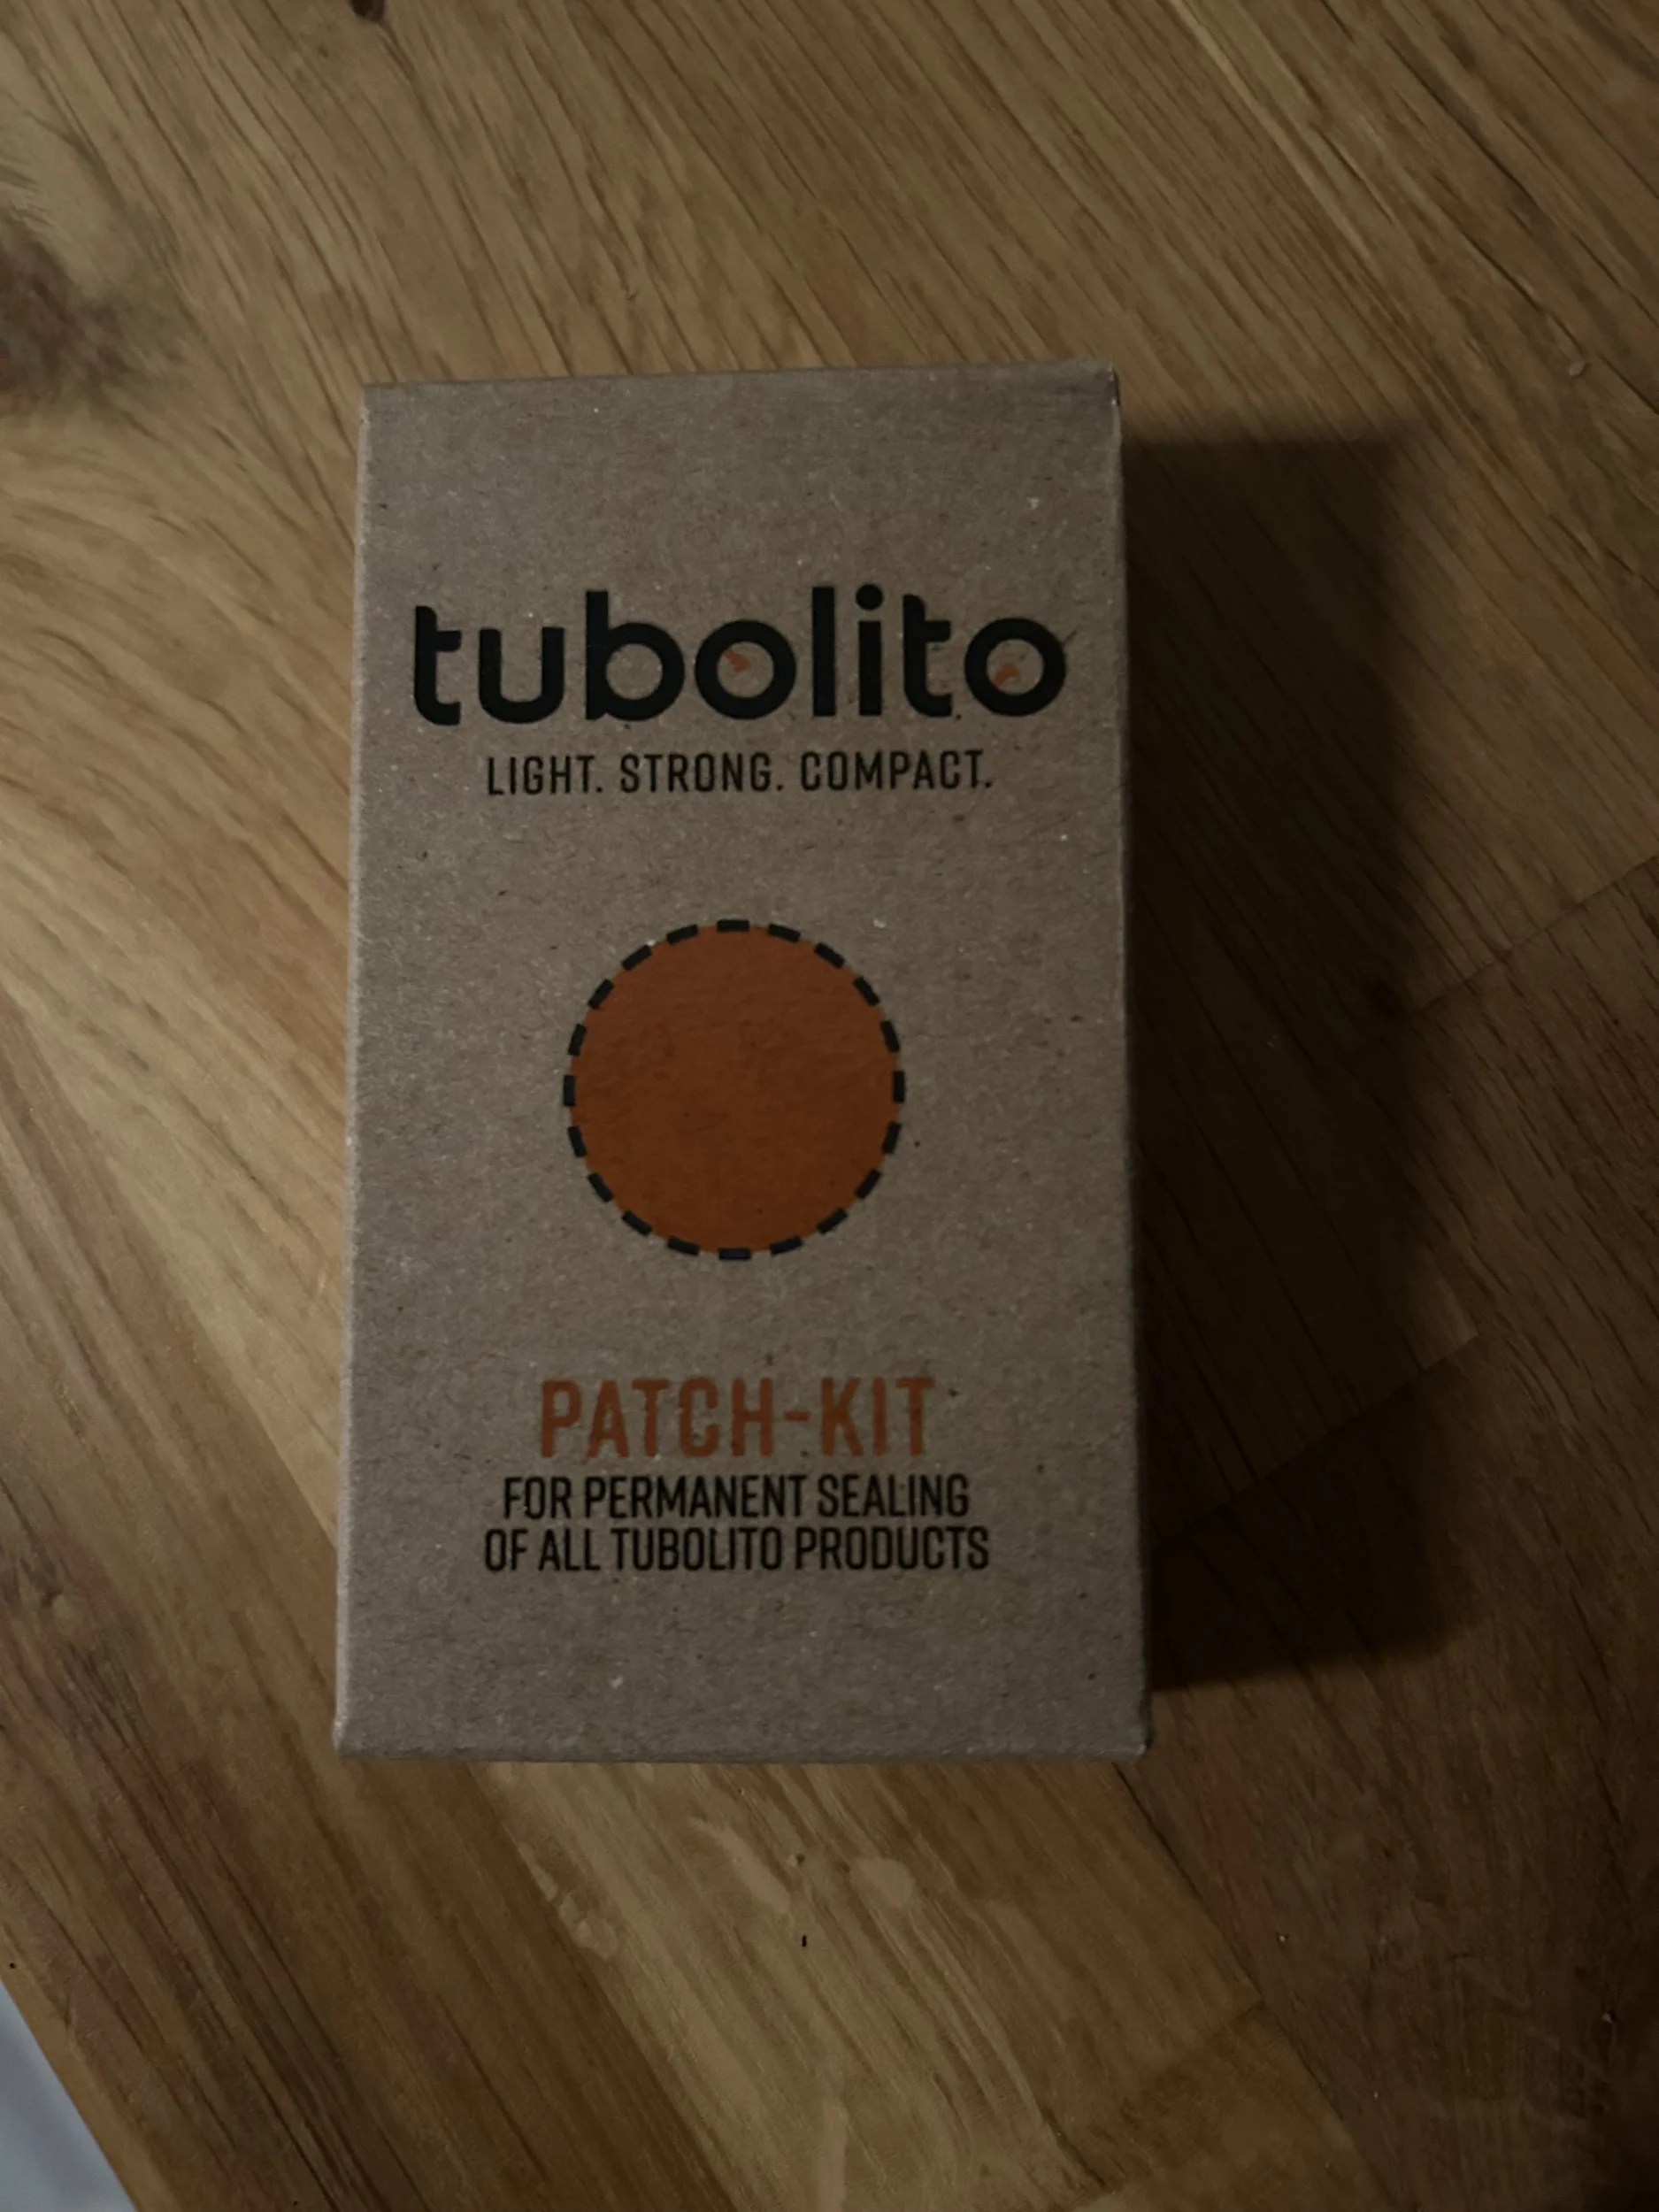 tubolito
LIGHT. STRONG. COMPACT.
PATCH-KIT
FOR PERMANENT SEALING
OF ALL TUBOLITO PRODUCTS